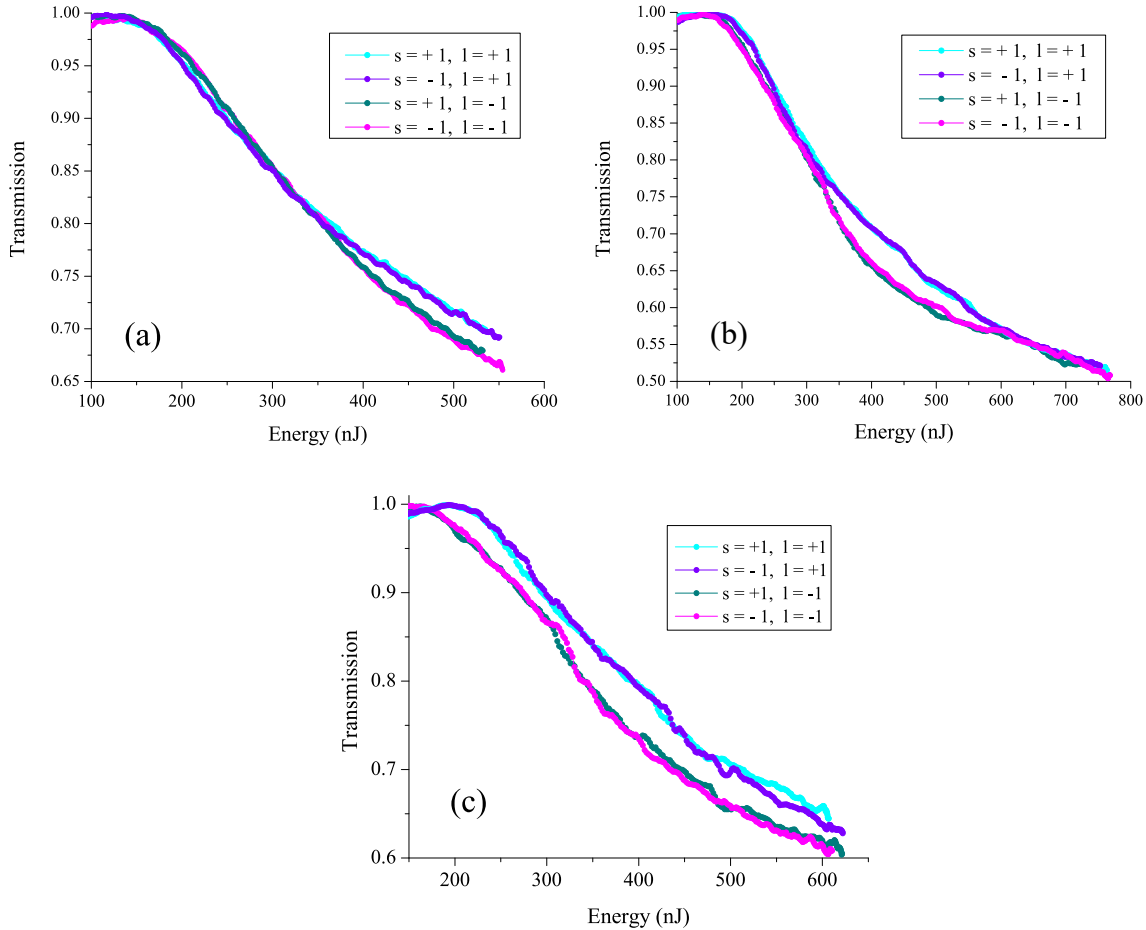 1.00
0.95
0.90
0.85
0.80
0.75
0.70
0.65
Transmission
s = + 1, l = + 1
s = - 1, l = + 1
s = + 1, l = - 1
s = - 1, l = - 1
(a)
100 200 300 400 500 600
Energy (nJ)
1.00
0.95
0.90
0.85
0.80
0.75
0.70
0.65
0.60
0.55
0.50
Transmission
s = + 1, l = + 1
s = - 1, l = + 1
s = + 1, l = - 1
s = - 1, l = - 1
(b)
100 200 300 400 500 600 700 800
Energy (nJ)
1.0
0.9
0.8
0.7
0.6
Transmission
s = +1, l = +1
s = - 1, l = +1
s = +1, l = -1
s = - 1, l = -1
(c)
200 300 400 500 600
Energy (nJ)